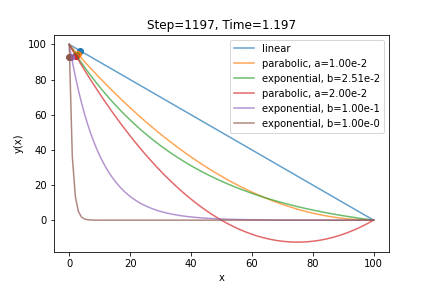 Step=1197, Time=1.197
100
80
60
40
20
0
y(x)
linear
parabolic, a=1.00e-2
exponential, b=2.51e-2
parabolic, a=2.00e-2
exponential, b=1.00e-1
exponential, b=1.00e-0
0 20 40 60 80 100
x